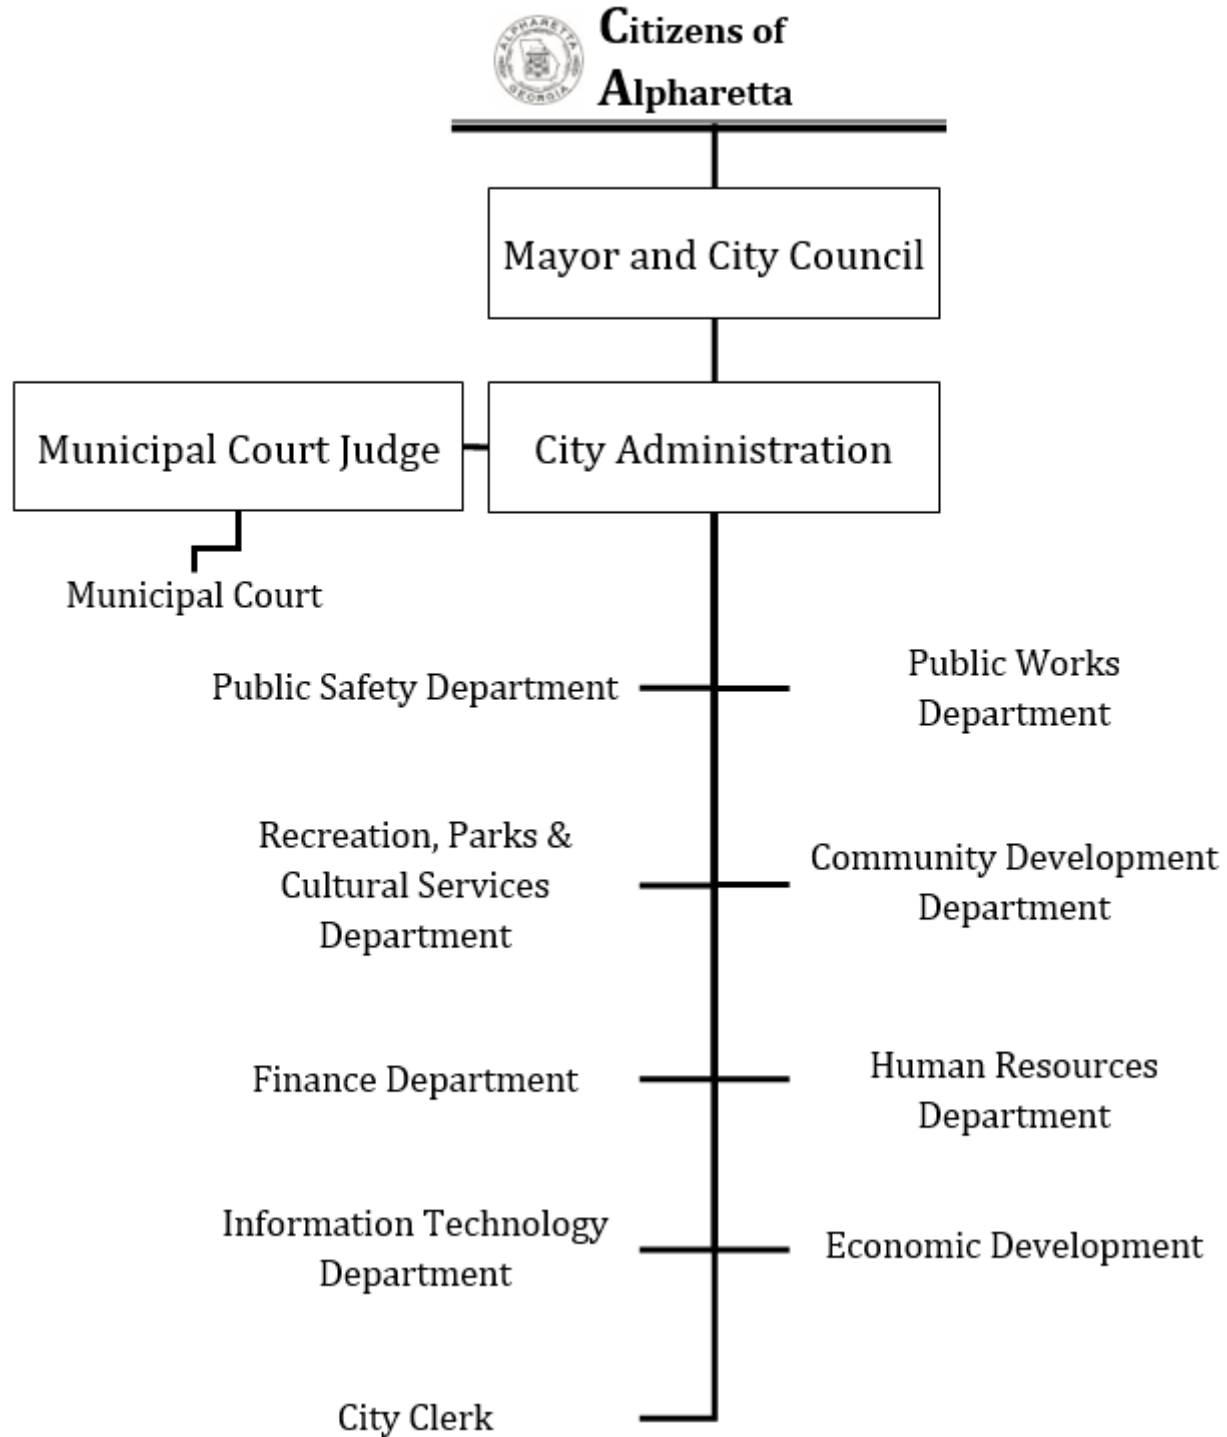 ALPHARETTA
GEORGIA
Citizens of
Alpharetta
Mayor and City Council
Municipal Court Judge
City Administration
Municipal Court
Public Safety Department
Public Works
Department
Recreation, Parks &
Cultural Services
Department
Community Development
Department
Finance Department
Human Resources
Department
Information Technology
Department
Economic Development
City Clerk